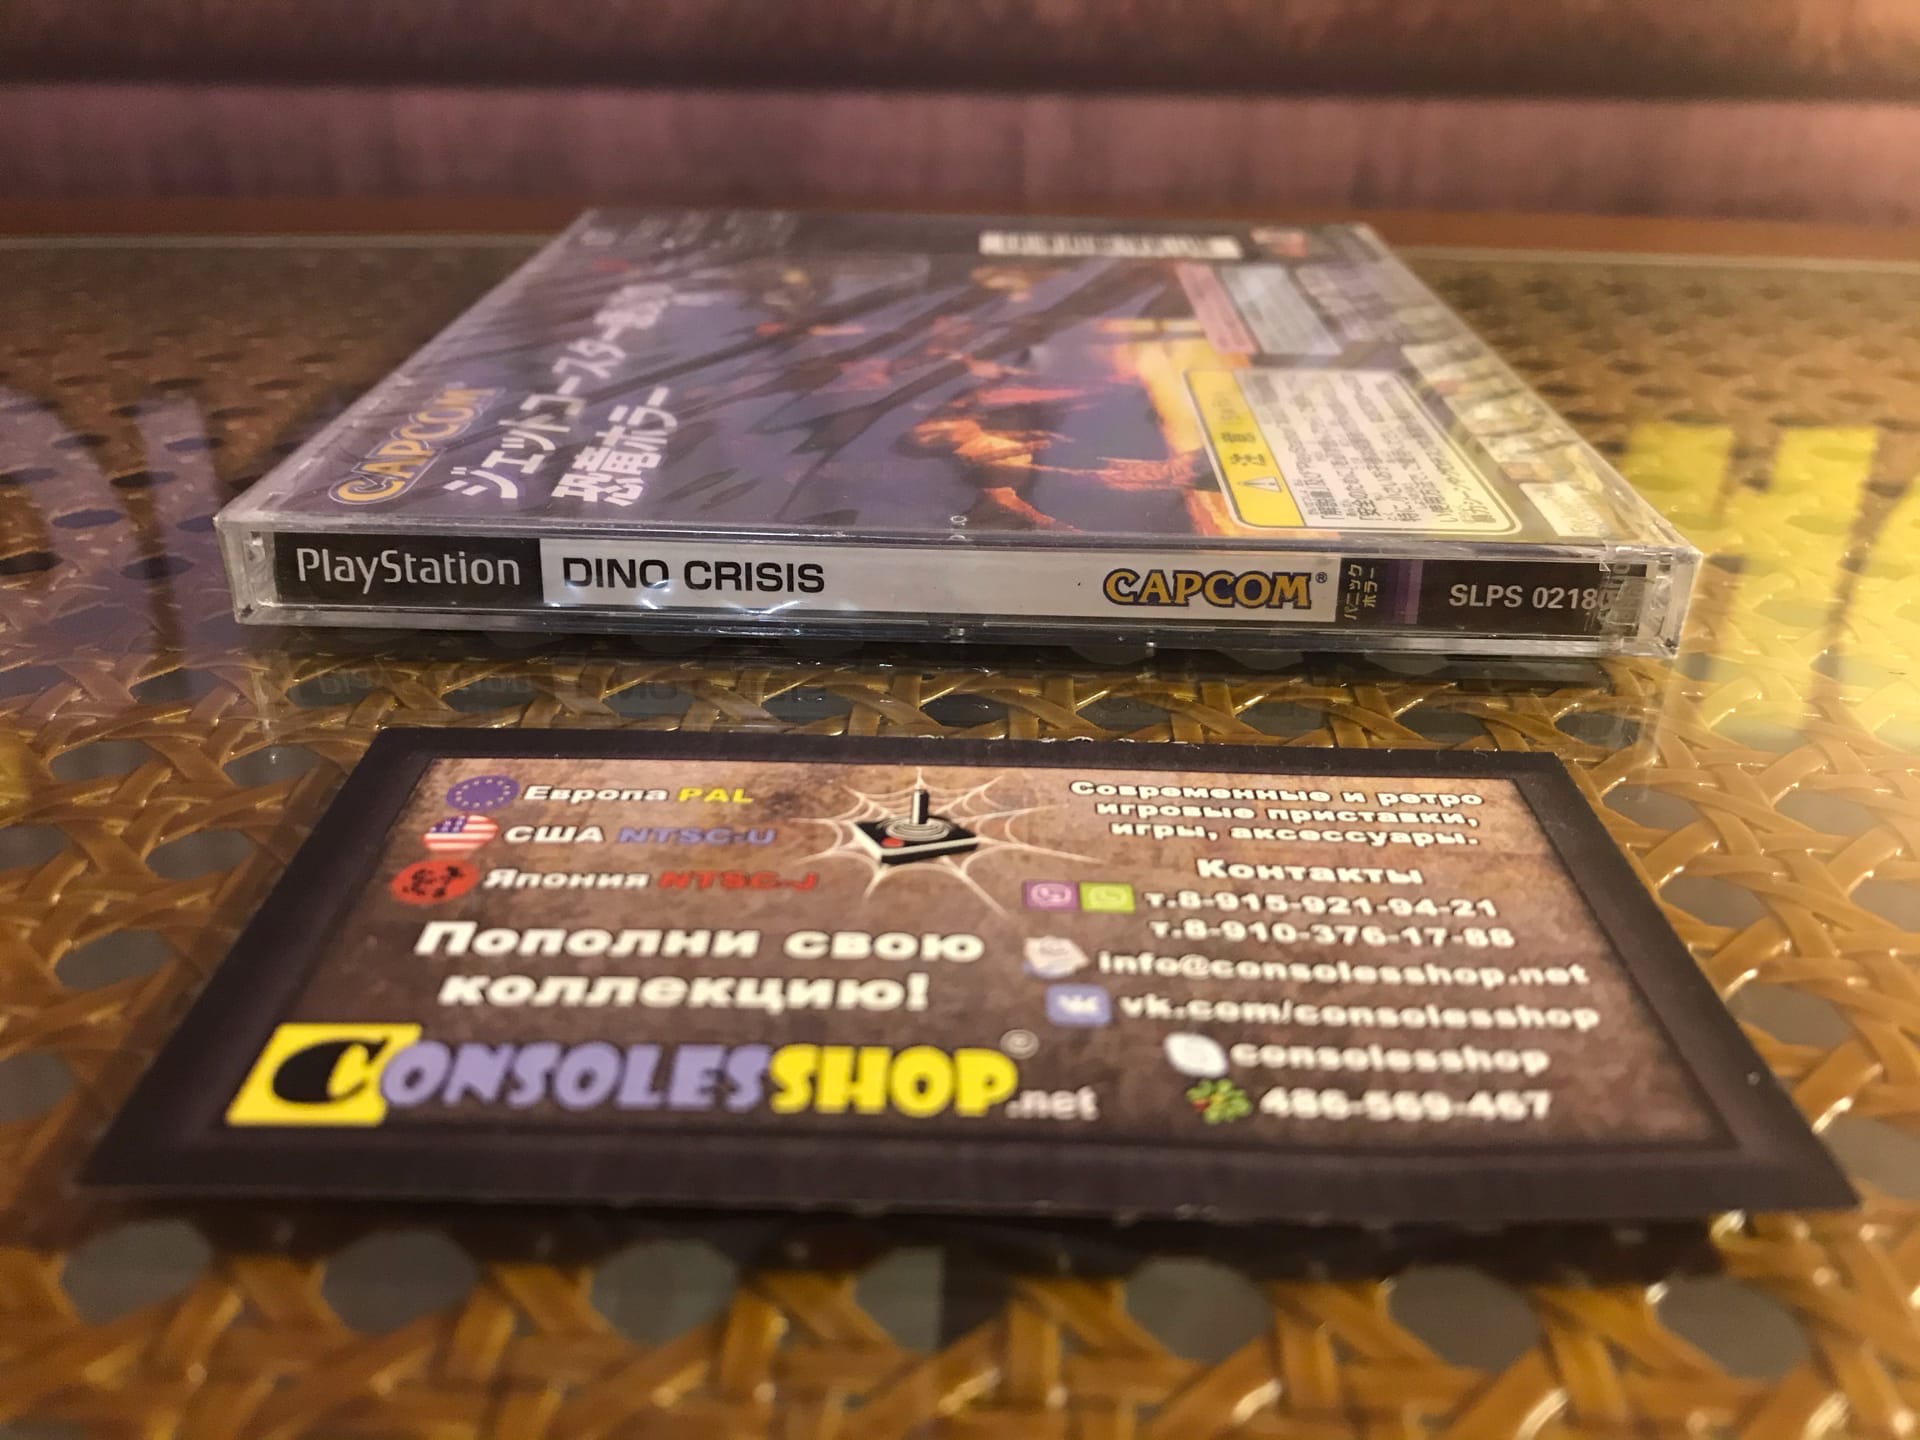 CAPCOM
ジェットコースター
恐竜ホラー
PlayStation DINO CRISIS CAPCOM® パニックホラー SLPS 02180
Европа PAL
США NTSC-U
Япония NTSC-J
Пополни свою
коллекцию!
CONSOLESSHOP®.net
Современные и ретро
игровые приставки,
игры, аксессуары.
Контакты
т.8-915-921-94-21
т.8-910-376-17-88
info@consolesshop.net
vk.com/consolesshop
consolesshop
486-569-467